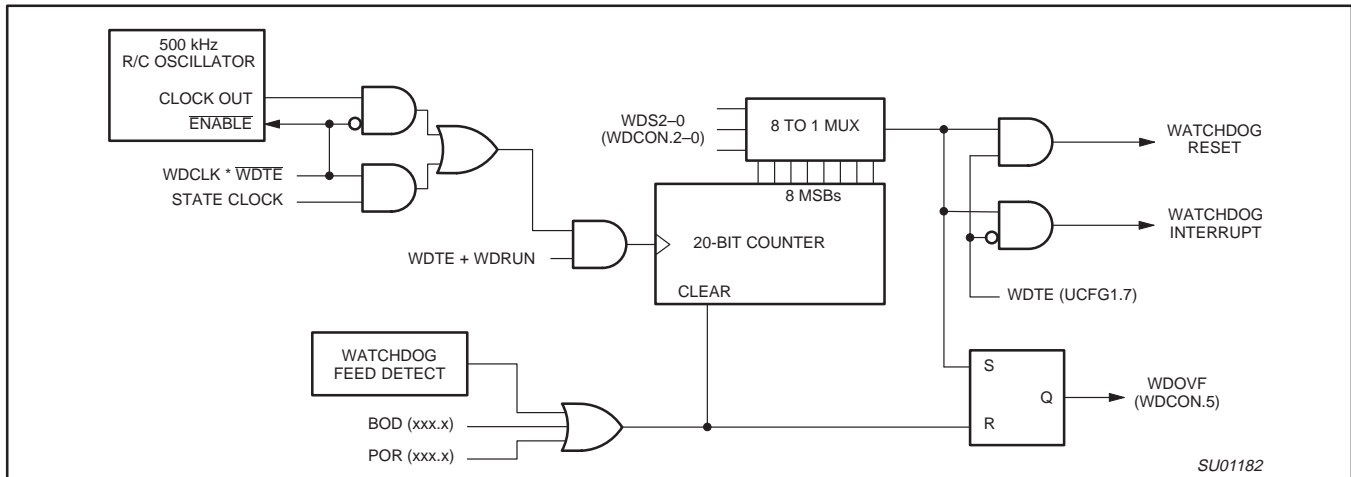 500 kHz
R/C OSCILLATOR
CLOCK OUT
ENABLE
WDCLK * WDTE
STATE CLOCK
WDTE + WDRUN
WDS2–0
(WDCON.2–0)
8 TO 1 MUX
8 MSBs
20-BIT COUNTER
CLEAR
WATCHDOG
RESET
WATCHDOG
INTERRUPT
WDTE (UCFG1.7)
WATCHDOG
FEED DETECT
BOD (xxx.x)
POR (xxx.x)
S
Q
R
WDOVF
(WDCON.5)
SU01182